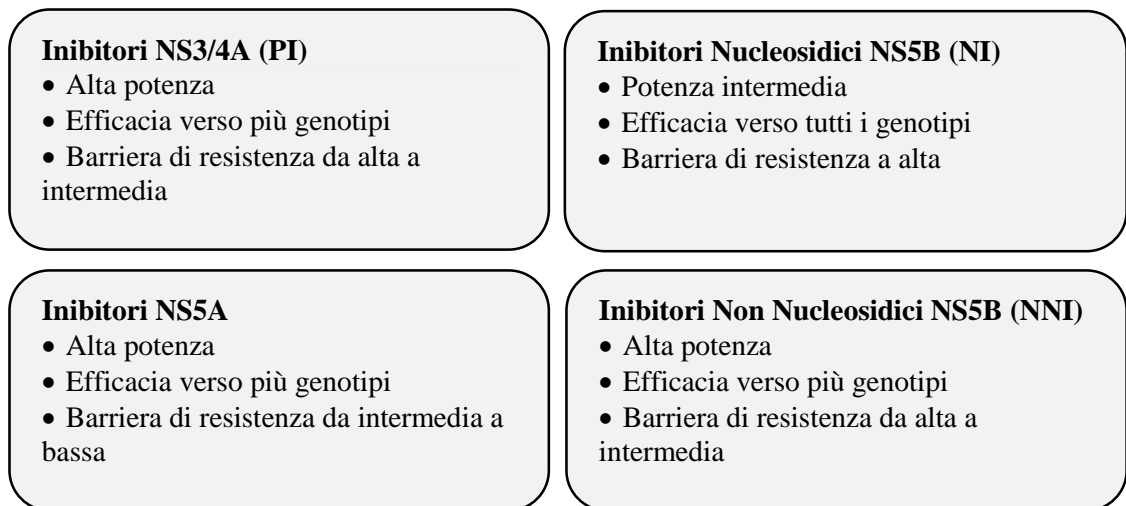 Inibitori NS3/4A (PI)
• Alta potenza
• Efficacia verso più genotipi
• Barriera di resistenza da alta a
intermedia
Inibitori Nucleosidici NS5B (NI)
• Potenza intermedia
• Efficacia verso tutti i genotipi
• Barriera di resistenza a alta
Inibitori NS5A
• Alta potenza
• Efficacia verso più genotipi
• Barriera di resistenza da intermedia a
bassa
Inibitori Non Nucleosidici NS5B (NNI)
• Alta potenza
• Efficacia verso più genotipi
• Barriera di resistenza da alta a
intermedia